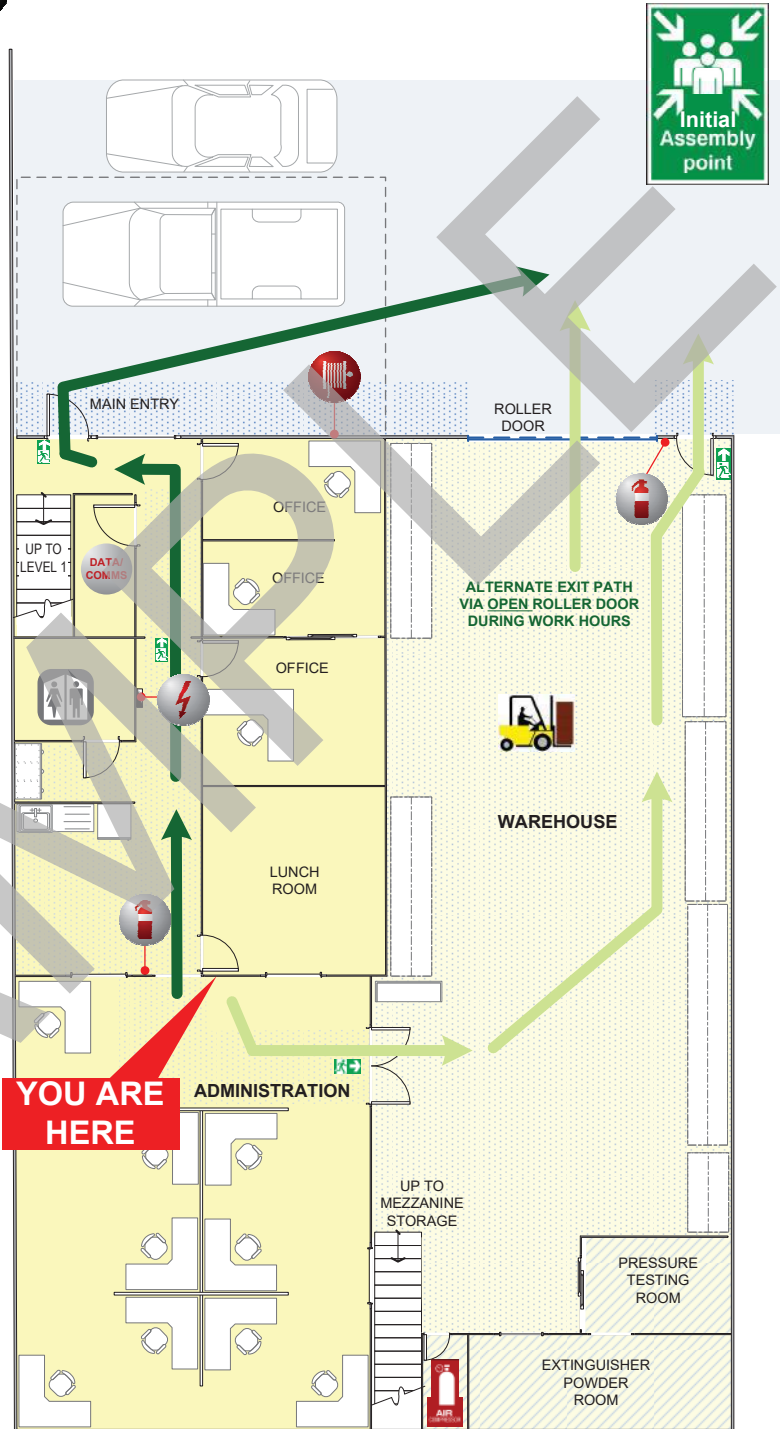 Initial
Assembly
point
MAIN ENTRY
ROLLER
DOOR
OFFICE
UP TO
LEVEL 1
DATA/
COMMS
OFFICE
ALTERNATE EXIT PATH
VIA OPEN ROLLER DOOR
DURING WORK HOURS
OFFICE
WAREHOUSE
LUNCH
ROOM
YOU ARE
HERE
ADMINISTRATION
UP TO
MEZZANINE
STORAGE
PRESSURE
TESTING
ROOM
EXTINGUISHER
POWDER
ROOM
AIR
COMPRESSOR
MPLE